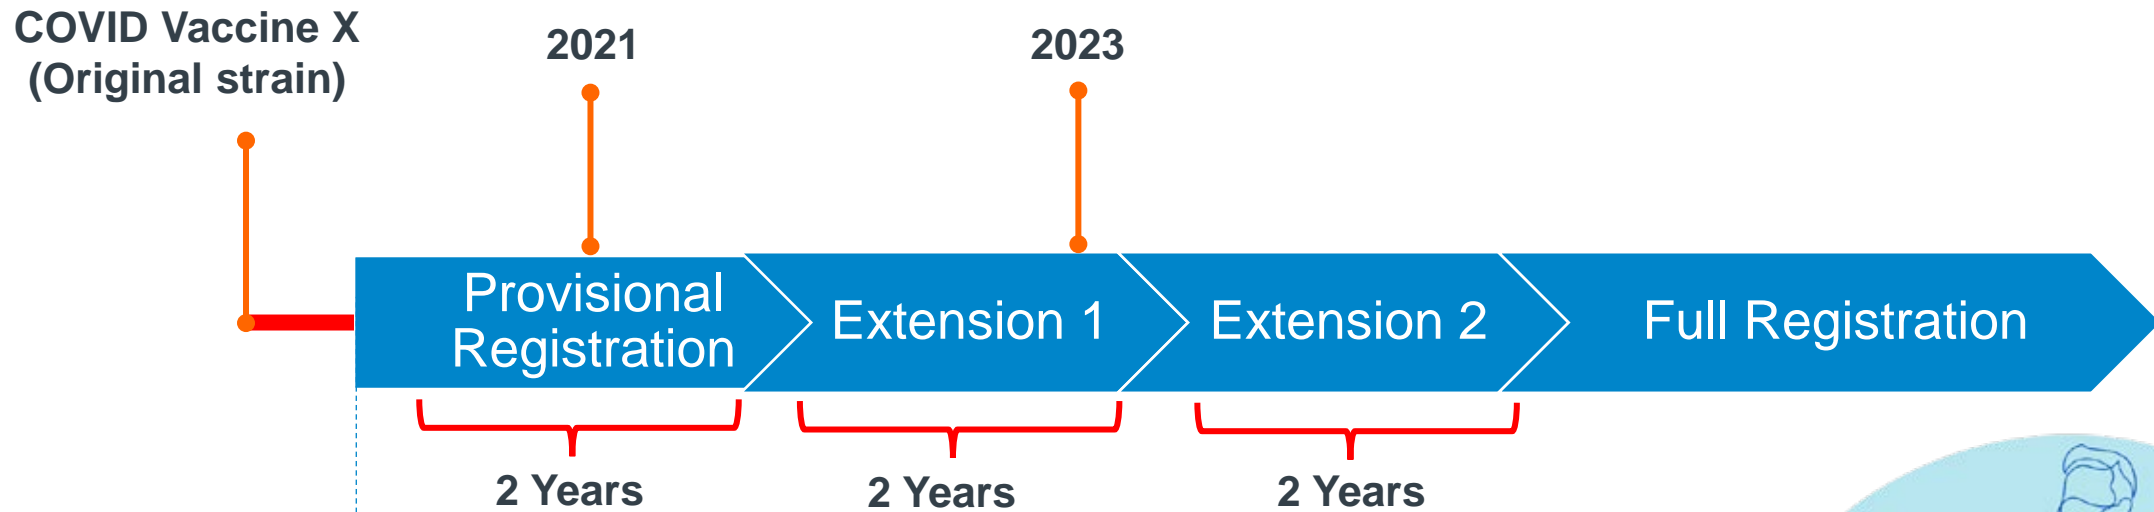 COVID Vaccine X
(Original strain)
2021
2023
Provisional
Registration
Extension 1
Extension 2
Full Registration
2 Years
2 Years
2 Years